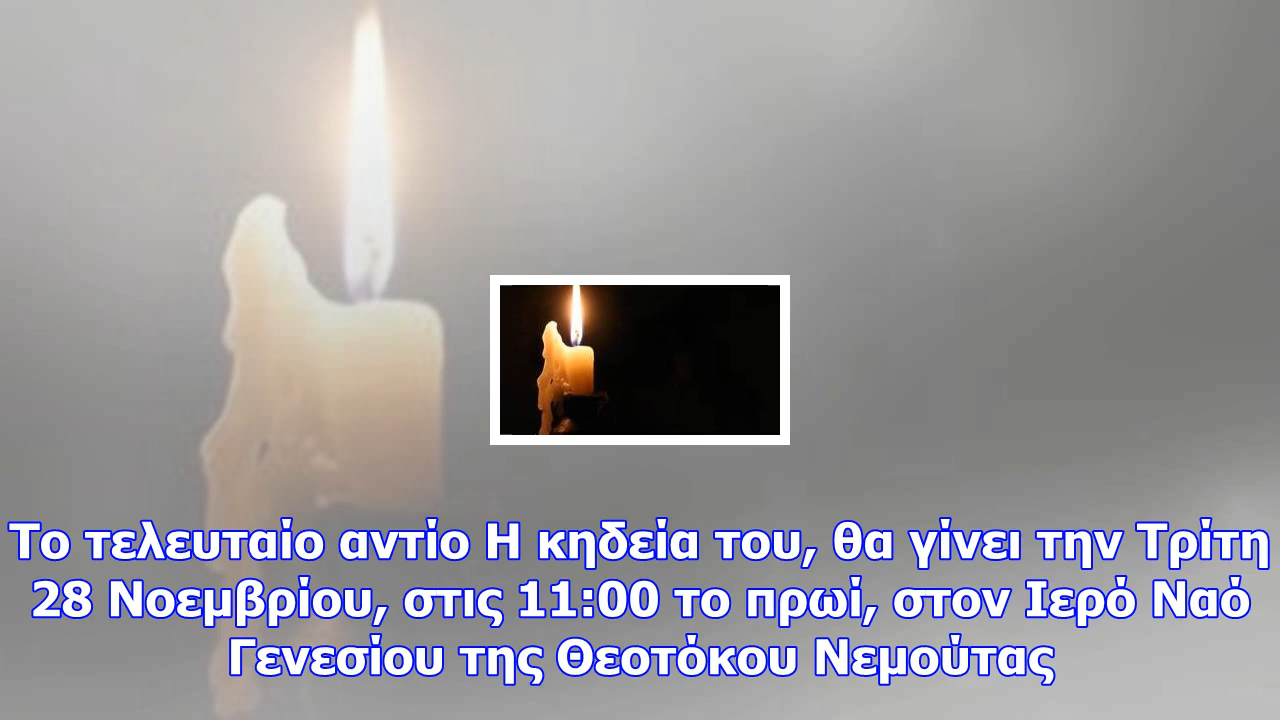 Το τελευταίο αντίο Η κηδεία του, θα γίνει την Τρίτη
28 Νοεμβρίου, στις 11:00 το πρωί, στον Ιερό Ναό
Γενεσίου της Θεοτόκου Νεμούτας